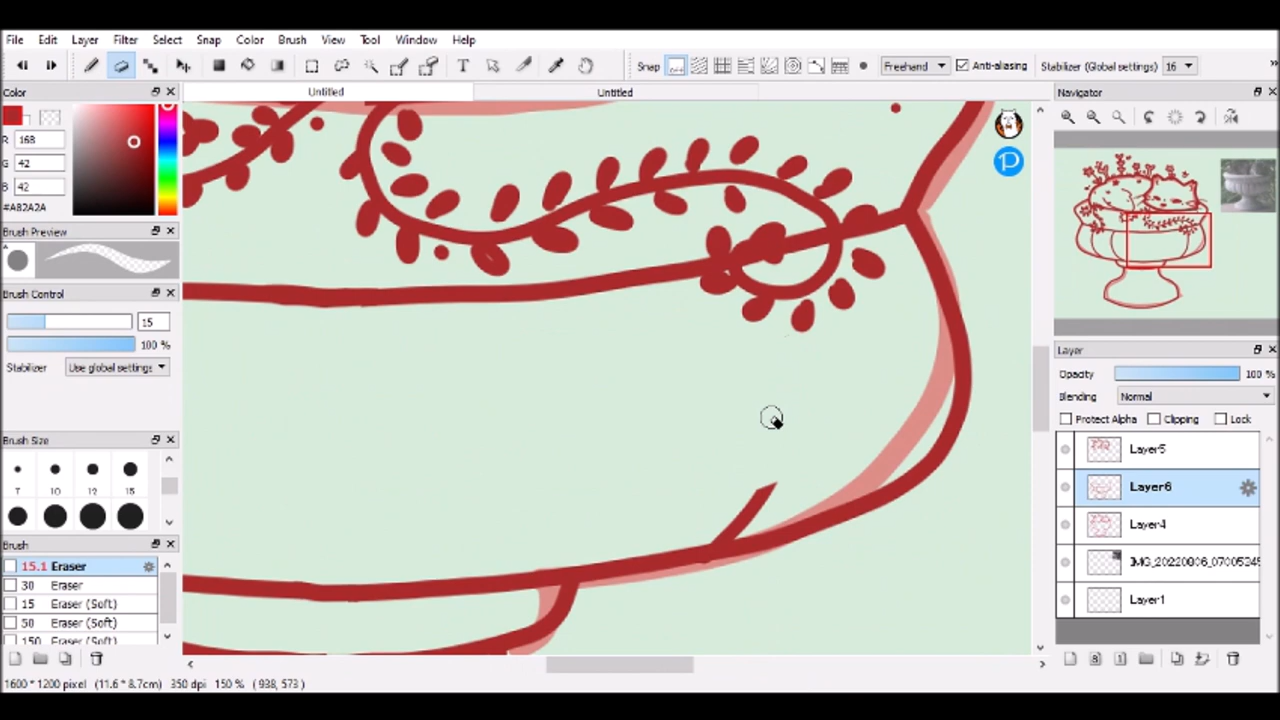 File Edit Layer Filter Select Snap Color Brush View Tool Window Help
Snap Freehand Anti-aliasing Stabilizer (Global settings) 16
Color Untitled Untitled Navigator
R 168
G 42
B 42
#A82A2A
Brush Preview
Brush Control
15
100 %
Stabilizer Use global settings
Brush Size
7 10 12 15
Brush
15.1 Eraser
30 Eraser
15 Eraser (Soft)
50 Eraser (Soft)
150 Eraser (Soft)
Layer
Opacity 100 %
Blending Normal
Protect Alpha Clipping Lock
Layer5
Layer6
Layer4
IMG_20220806_07005345
Layer1
1600 * 1200 pixel (11.6 * 8.7cm) 350 dpi 150 % ( 938, 573 )